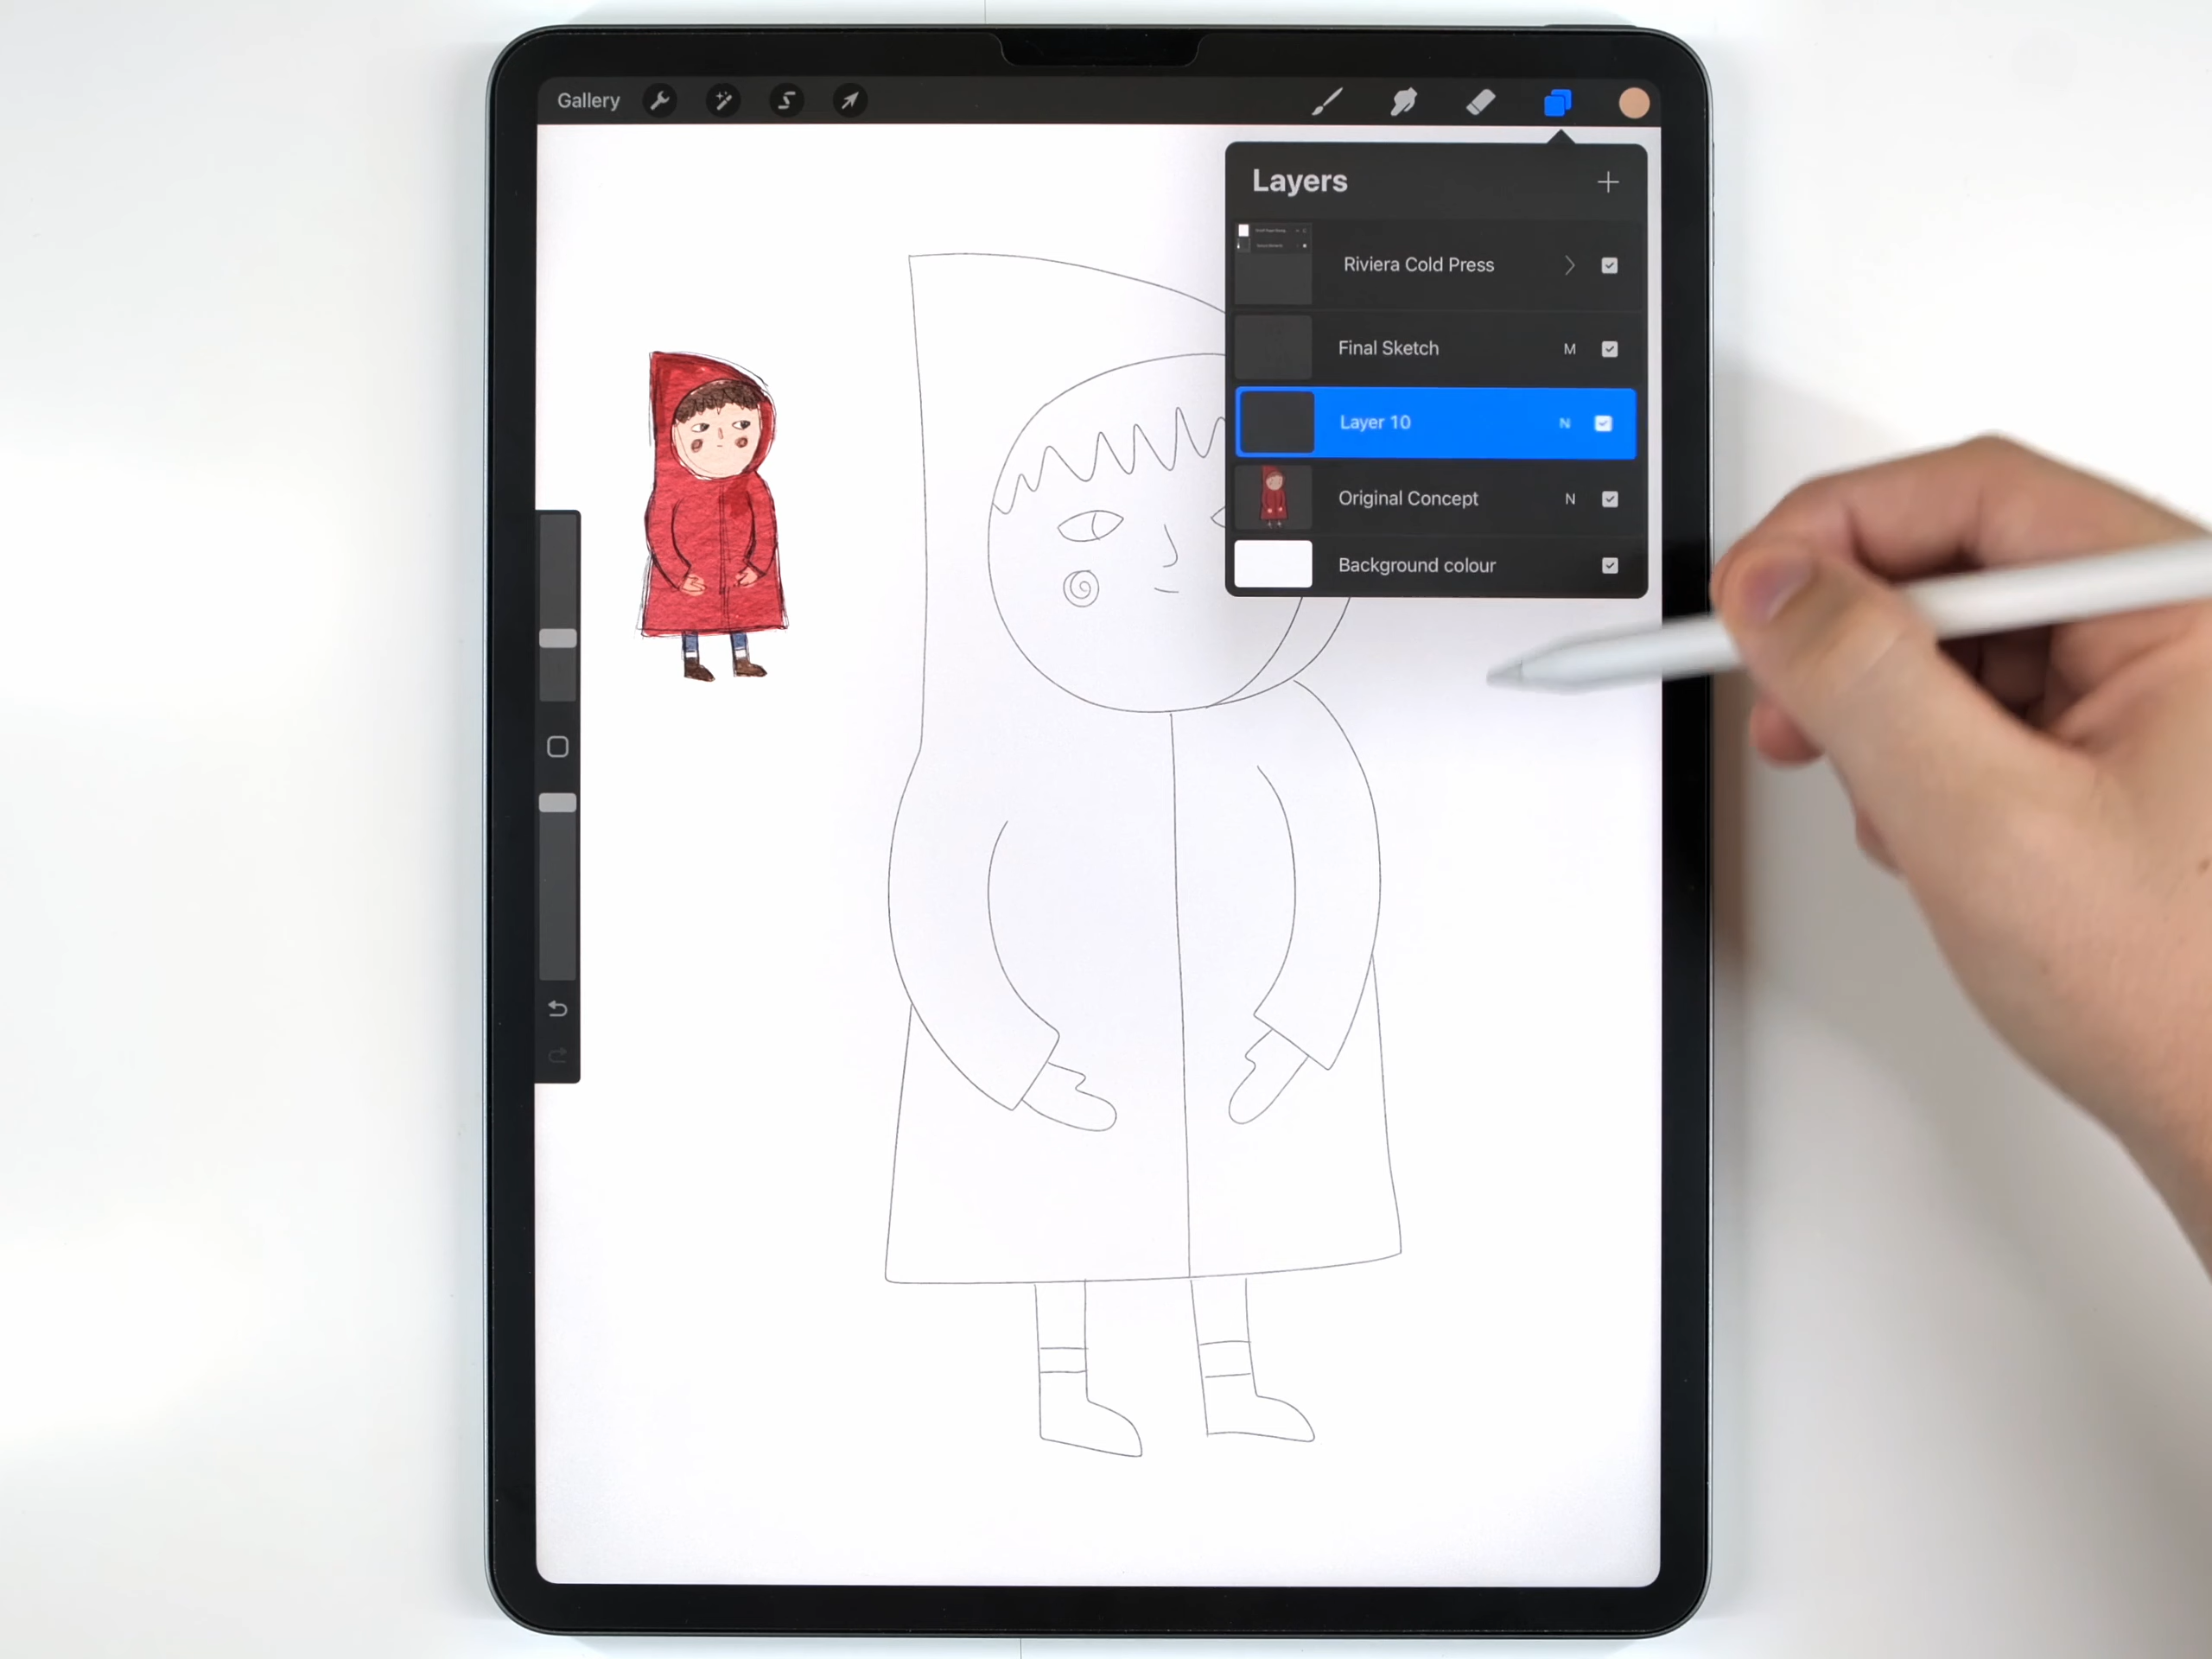 Gallery
Layers
Riviera Cold Press
Final Sketch M
Layer 10 N
Original Concept N
Background colour